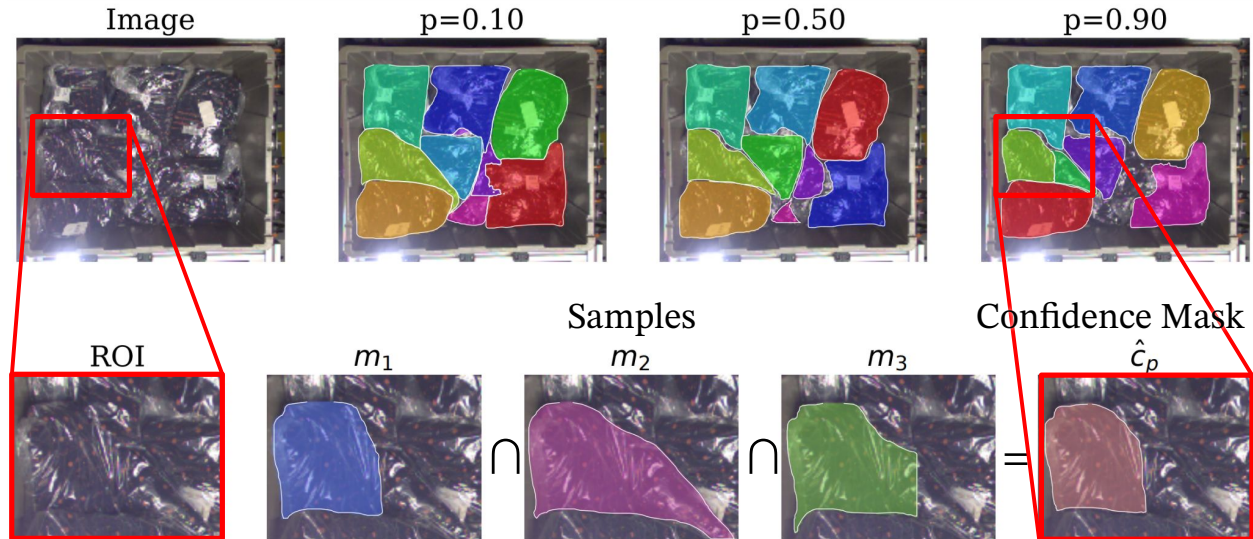 Image p=0.10 p=0.50 p=0.90
Samples Confidence Mask
ROI m₁ m₂ m₃ ĉₚ
∩ ∩ =